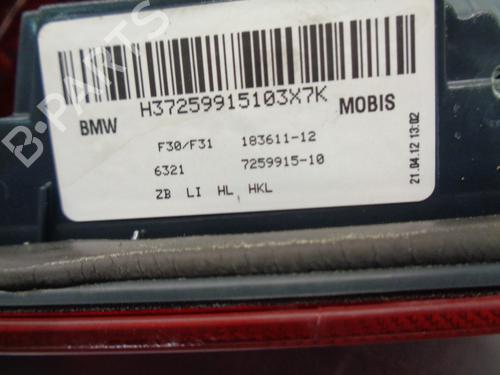 H37259915103X7K
BMW MOBIS
F30/F31 183611-12
6321 7259915-10
ZB LI HL, HKL
21.04.12 13:02
B-PARTS